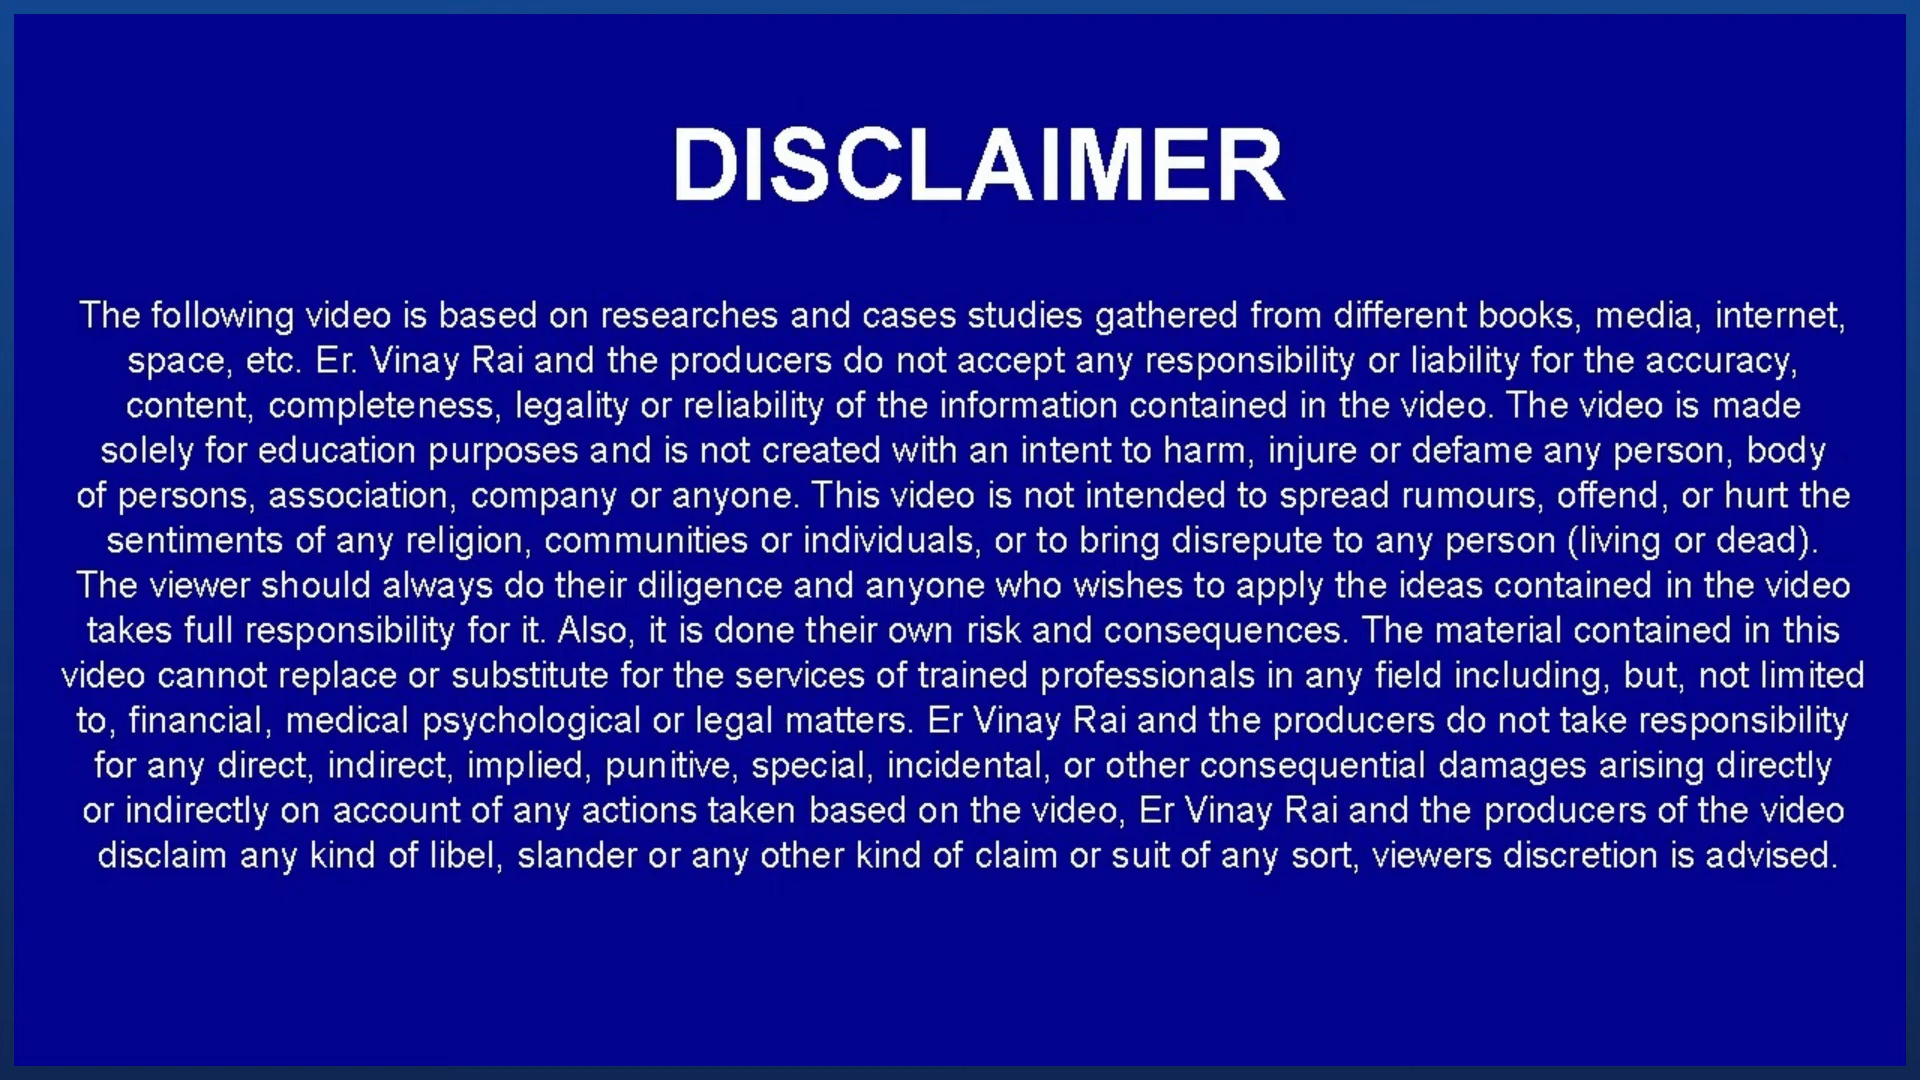 DISCLAIMER
The following video is based on researches and cases studies gathered from different books, media, internet,
space, etc. Er. Vinay Rai and the producers do not accept any responsibility or liability for the accuracy,
content, completeness, legality or reliability of the information contained in the video. The video is made
solely for education purposes and is not created with an intent to harm, injure or defame any person, body
of persons, association, company or anyone. This video is not intended to spread rumours, offend, or hurt the
sentiments of any religion, communities or individuals, or to bring disrepute to any person (living or dead).
The viewer should always do their diligence and anyone who wishes to apply the ideas contained in the video
takes full responsibility for it. Also, it is done their own risk and consequences. The material contained in this
video cannot replace or substitute for the services of trained professionals in any field including, but, not limited
to, financial, medical psychological or legal matters. Er Vinay Rai and the producers do not take responsibility
for any direct, indirect, implied, punitive, special, incidental, or other consequential damages arising directly
or indirectly on account of any actions taken based on the video, Er Vinay Rai and the producers of the video
disclaim any kind of libel, slander or any other kind of claim or suit of any sort, viewers discretion is advised.